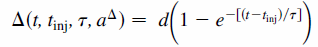 Δ(t, t_inj, τ, a^Δ) = d(1 − e^{−[(t−t_inj)/τ]})